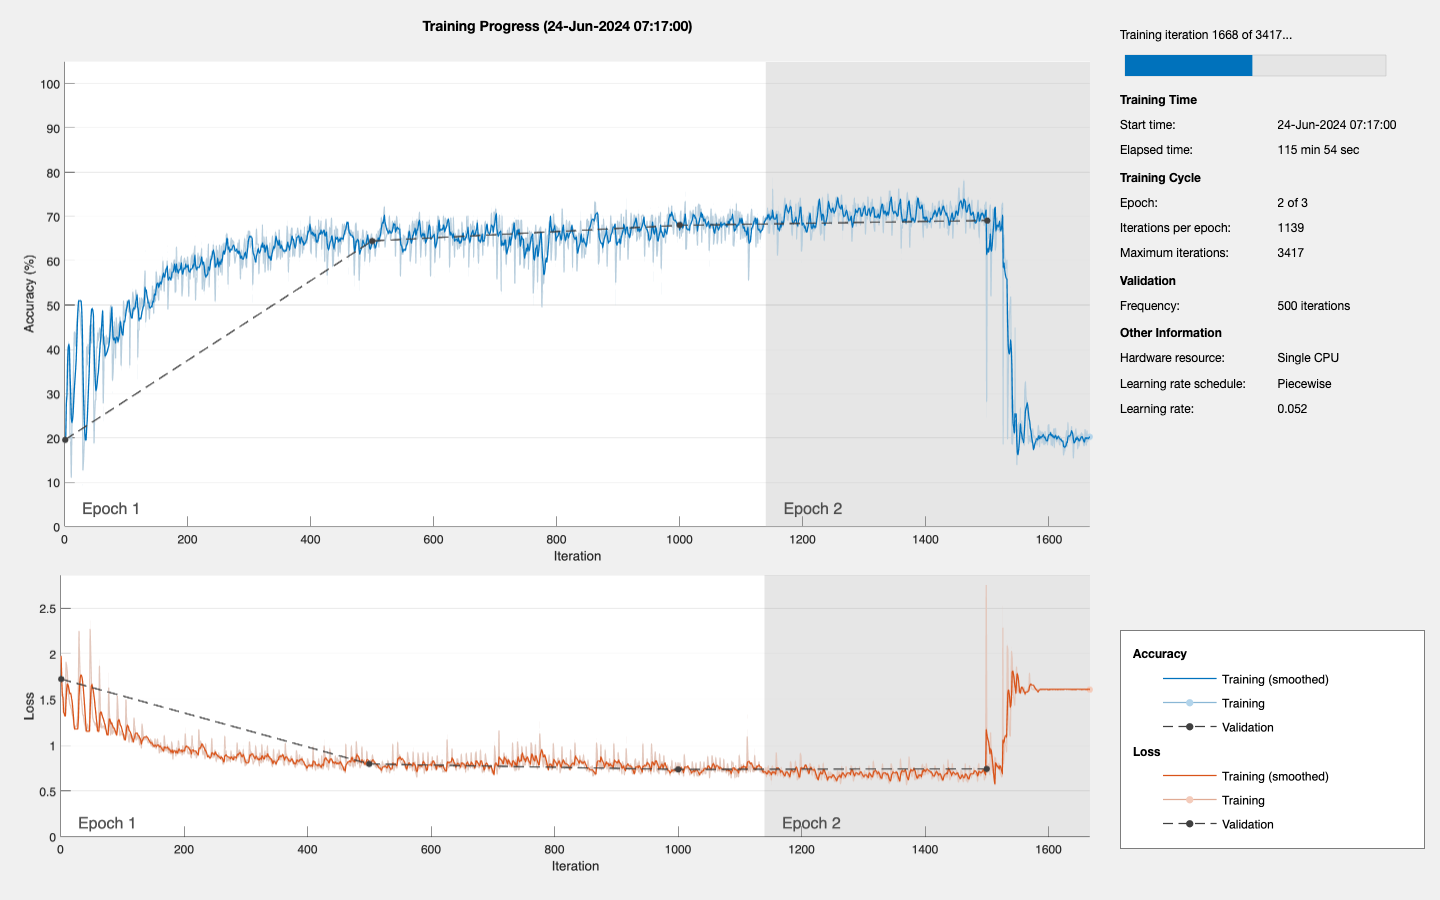 Training Progress (24-Jun-2024 07:17:00)
100
90
80
70
60
50
40
30
20
10
0
Accuracy (%)
Epoch 1
Epoch 2
0 200 400 600 800 1000 1200 1400 1600
Iteration
2.5
2
1.5
1
0.5
0
Loss
Epoch 1
Epoch 2
0 200 400 600 800 1000 1200 1400 1600
Iteration
Training iteration 1668 of 3417...
Training Time
Start time: 24-Jun-2024 07:17:00
Elapsed time: 115 min 54 sec
Training Cycle
Epoch: 2 of 3
Iterations per epoch: 1139
Maximum iterations: 3417
Validation
Frequency: 500 iterations
Other Information
Hardware resource: Single CPU
Learning rate schedule: Piecewise
Learning rate: 0.052
Accuracy
Training (smoothed)
Training
Validation
Loss
Training (smoothed)
Training
Validation